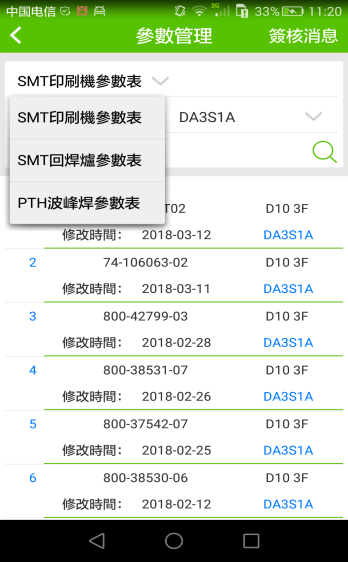 中国电信 2G 33% 11:20
參數管理 簽核消息
SMT印刷機參數表
SMT印刷機參數表 DA3S1A
SMT回焊爐參數表
PTH波峰焊參數表
T02 D10 3F
修改時間： 2018-03-12 DA3S1A
2 74-106063-02 D10 3F
修改時間： 2018-03-11 DA3S1A
3 800-42799-03 D10 3F
修改時間： 2018-02-28 DA3S1A
4 800-38531-07 D10 3F
修改時間： 2018-02-26 DA3S1A
5 800-37542-07 D10 3F
修改時間： 2018-02-25 DA3S1A
6 800-38530-06 D10 3F
修改時間： 2018-02-12 DA3S1A